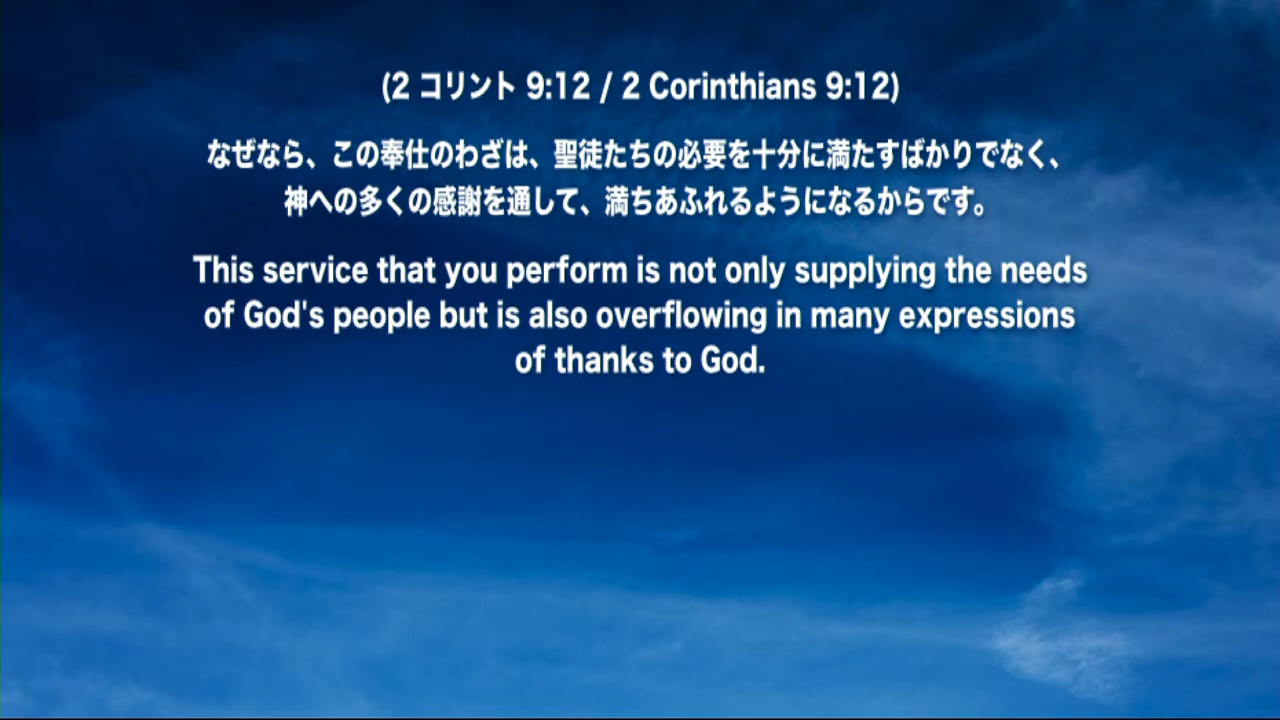 (2 コリント 9:12 / 2 Corinthians 9:12)
なぜなら、この奉仕のわざは、聖徒たちの必要を十分に満たすばかりでなく、
神への多くの感謝を通して、満ちあふれるようになるからです。
This service that you perform is not only supplying the needs
of God's people but is also overflowing in many expressions
of thanks to God.